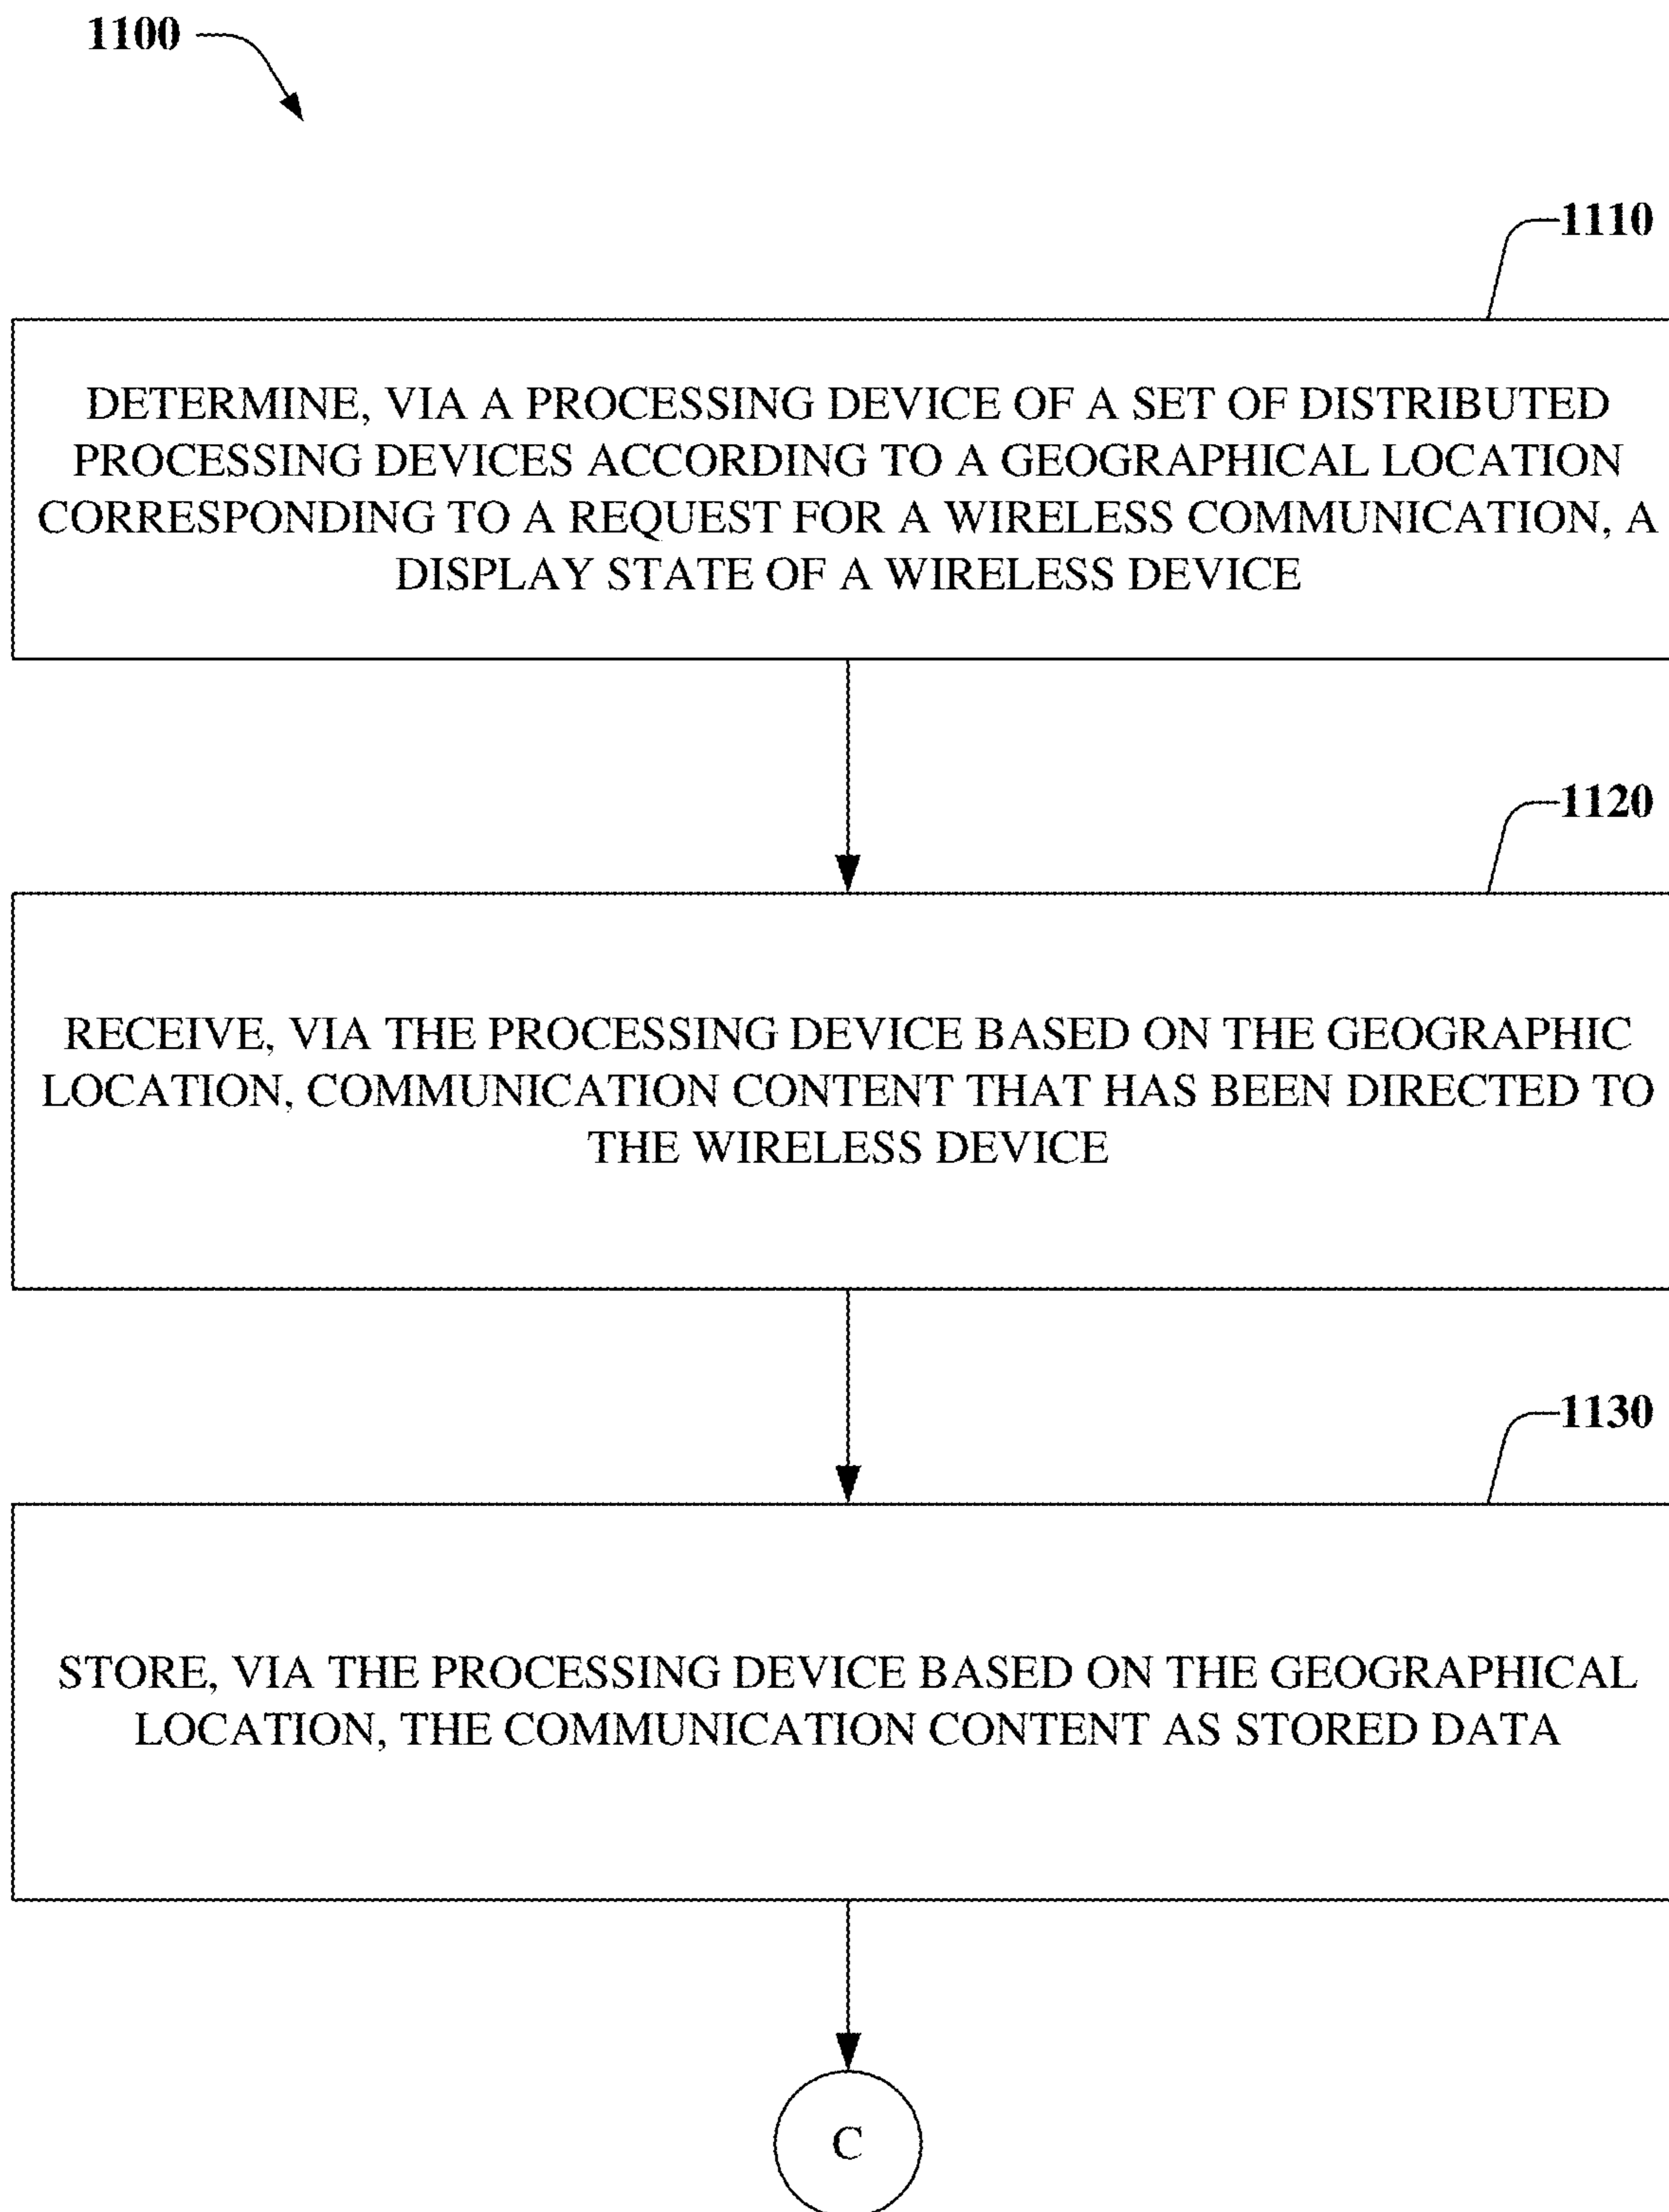 1100
1110
DETERMINE, VIA A PROCESSING DEVICE OF A SET OF DISTRIBUTED
PROCESSING DEVICES ACCORDING TO A GEOGRAPHICAL LOCATION
CORRESPONDING TO A REQUEST FOR A WIRELESS COMMUNICATION, A
DISPLAY STATE OF A WIRELESS DEVICE
1120
RECEIVE, VIA THE PROCESSING DEVICE BASED ON THE GEOGRAPHIC
LOCATION, COMMUNICATION CONTENT THAT HAS BEEN DIRECTED TO
THE WIRELESS DEVICE
1130
STORE, VIA THE PROCESSING DEVICE BASED ON THE GEOGRAPHICAL
LOCATION, THE COMMUNICATION CONTENT AS STORED DATA
C